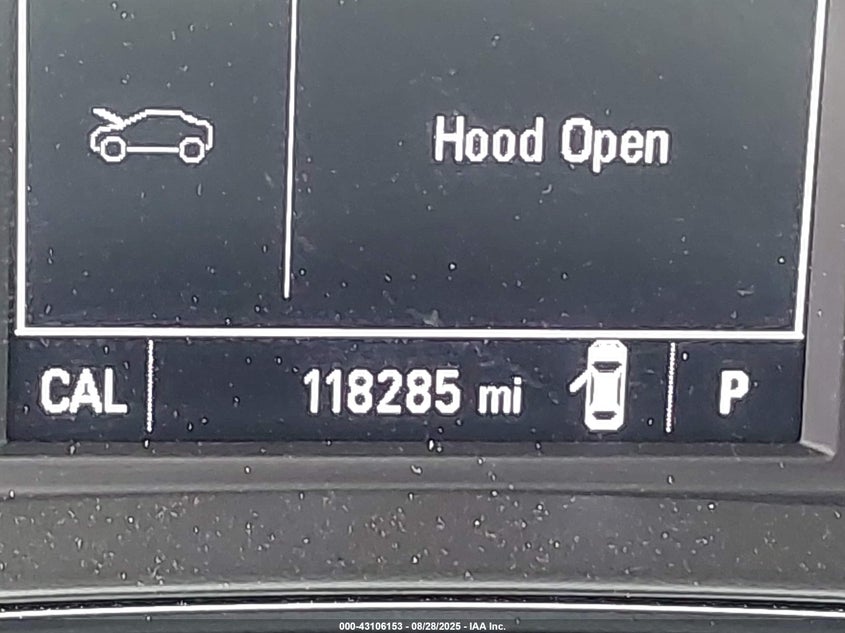 Hood Open
CAL 118285 mi P
000-43106153 - 08/28/2025 - IAA Inc.